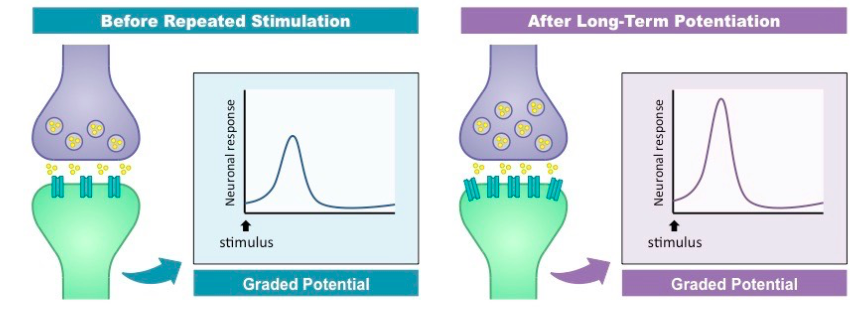 Before Repeated Stimulation
Neuronal response
stimulus
Graded Potential
After Long-Term Potentiation
Neuronal response
stimulus
Graded Potential